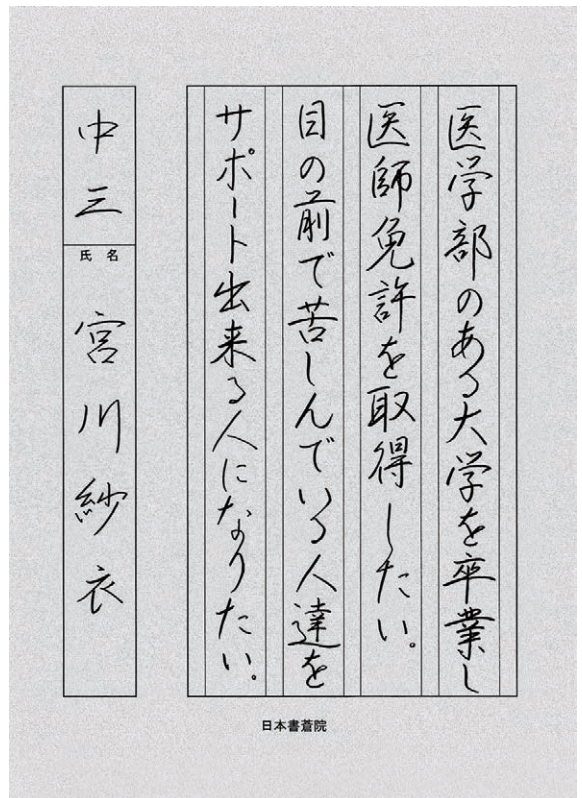 医学部のある大学を卒業し
医師免許を取得したい。
目の前で苦しんでいる人達を
サポート出来る人になりたい。
中三
氏名
宮川紗衣
日本書蒼院